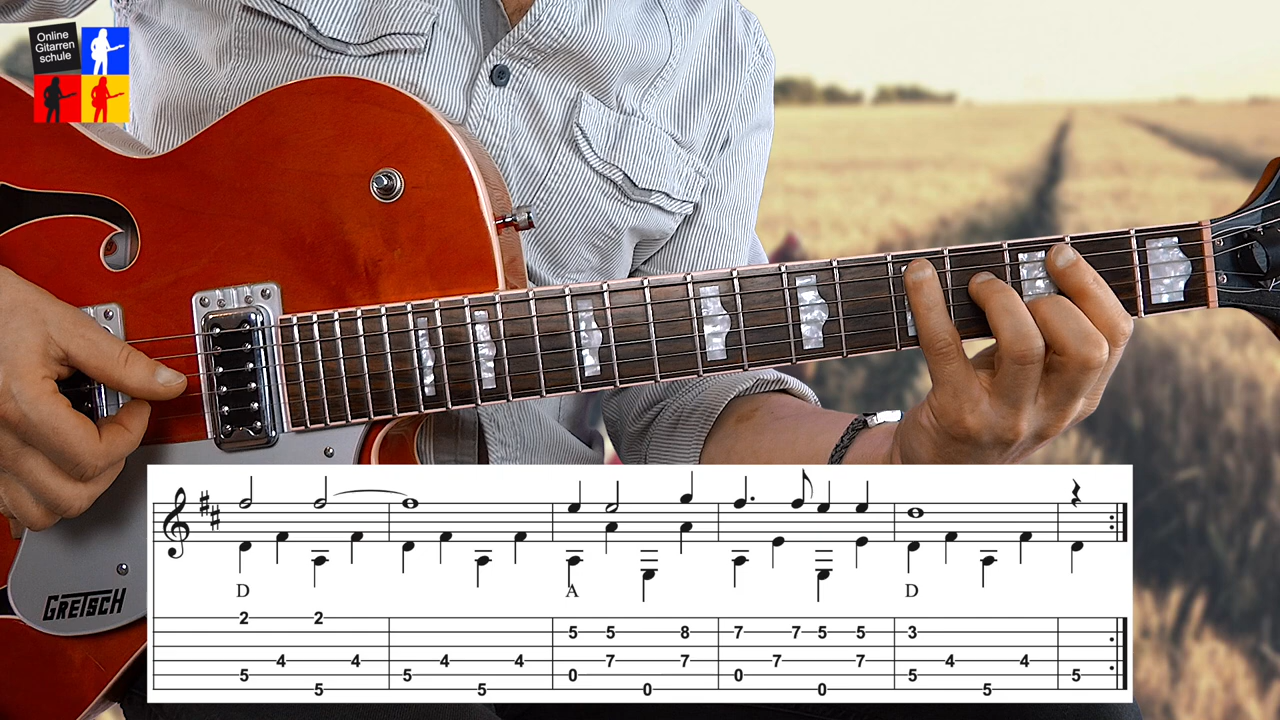 Online
Gitarren
schule
GRETSCH
D A D
2 2
5 5 8 7 7 5 5 3
4 4 4 4 7 7 7 7 4 4
5 5 0 0 5 5
5 5 0 0 5